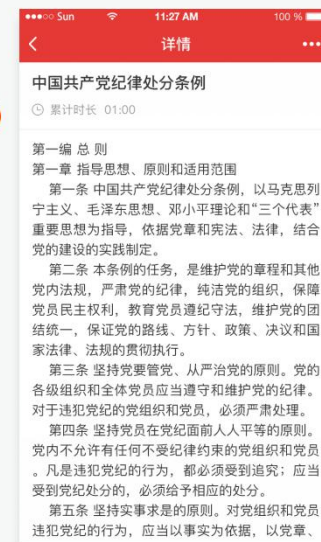 ●●●○○ Sun 11:27 AM 100 %
详情
中国共产党纪律处分条例
累计时长 01:00
第一编 总 则
第一章 指导思想、原则和适用范围
第一条 中国共产党纪律处分条例，以马克思列
宁主义、毛泽东思想、邓小平理论和“三个代表”
重要思想为指导，依据党章和宪法、法律，结合
党的建设的实践制定。
第二条 本条例的任务，是维护党的章程和其他
党内法规，严肃党的纪律，纯洁党的组织，保障
党员民主权利，教育党员遵纪守法，维护党的团
结统一，保证党的路线、方针、政策、决议和国
家法律、法规的贯彻执行。
第三条 坚持党要管党、从严治党的原则。党的
各级组织和全体党员应当遵守和维护党的纪律。
对于违犯党纪的党组织和党员，必须严肃处理。
第四条 坚持党员在党纪面前人人平等的原则。
党内不允许有任何不受纪律约束的党组织和党员
。凡是违犯党纪的行为，都必须受到追究；应当
受到党纪处分的，必须给予相应的处分。
第五条 坚持实事求是的原则。对党组织和党员
违犯党纪的行为，应当以事实为依据，以党章、